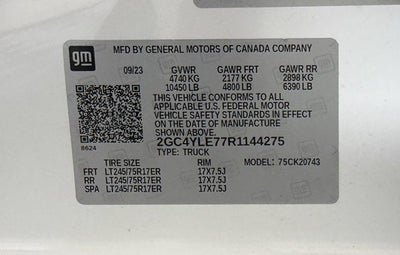 gm
MFD BY GENERAL MOTORS OF CANADA COMPANY
09/23 GVWR GAWR FRT GAWR RR
4740 KG 2177 KG 2898 KG
10450 LB 4800 LB 6390 LB
THIS VEHICLE CONFORMS TO ALL
APPLICABLE U.S. FEDERAL MOTOR
VEHICLE SAFETY STANDARDS IN EFFECT
ON THE DATE OF MANUFACTURE
SHOWN ABOVE.
8624
2GC4YLE77R1144275
TYPE: TRUCK
TIRE SIZE RIM MODEL: 75CK20743
FRT LT245/75R17ER 17X7.5J
RR LT245/75R17ER 17X7.5J
SPA LT245/75R17ER 17X7.5J